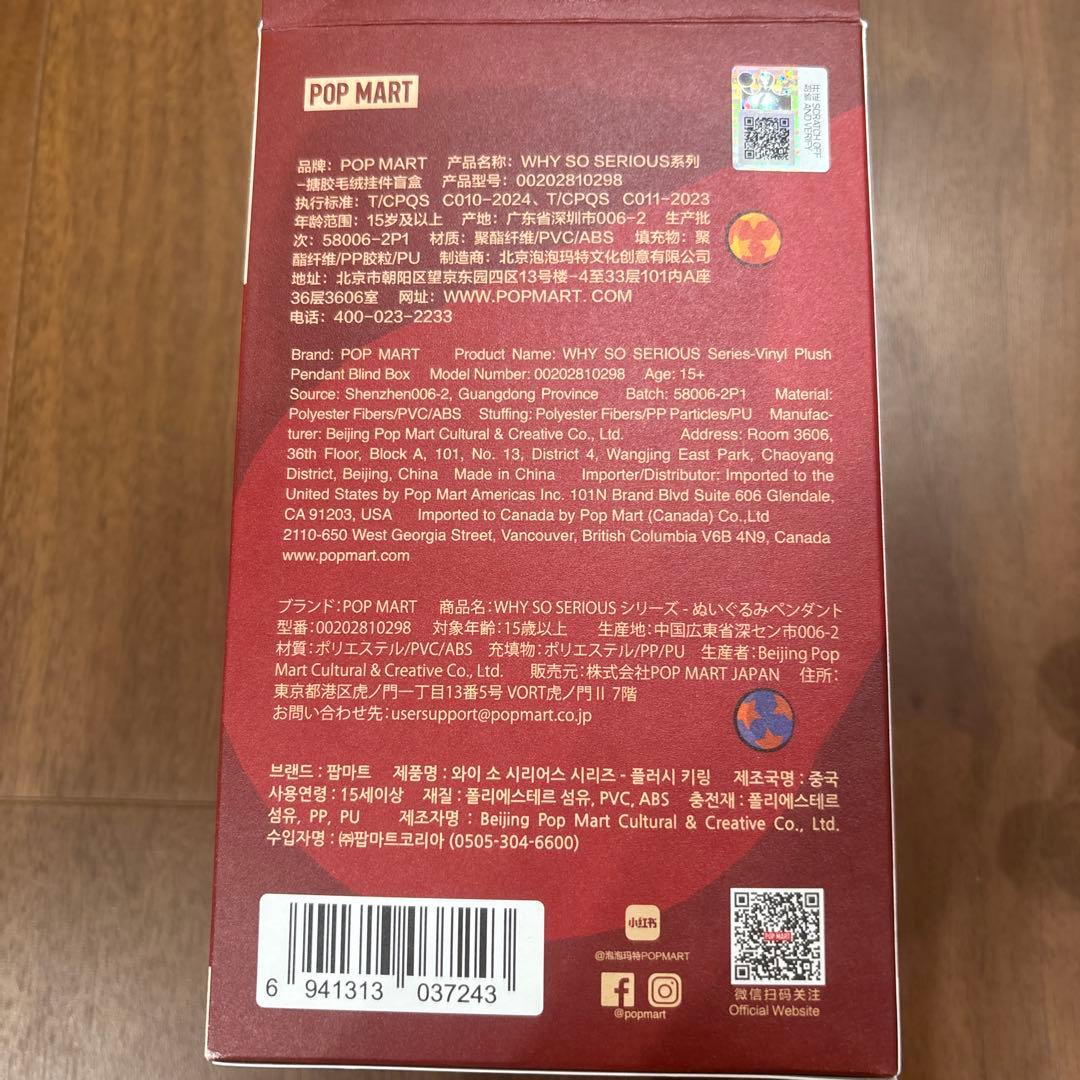 POP MART
SCRATCH OFF
AND VERIFY
品牌：POP MART 产品名称：WHY SO SERIOUS系列
-搪胶毛绒挂件盲盒 产品型号：00202810298
执行标准：T/CPQS C010-2024、T/CPQS C011-2023
年龄范围：15岁及以上 产地：广东省深圳市006-2 生产批
次：58006-2P1 材质：聚酯纤维/PVC/ABS 填充物：聚
酯纤维/PP胶粒/PU 制造商：北京泡泡玛特文化创意有限公司
地址：北京市朝阳区望京东园四区13号楼-4至33层101内A座
36层3606室 网址：WWW.POPMART. COM
电话：400-023-2233
Brand: POP MART Product Name: WHY SO SERIOUS Series-Vinyl Plush
Pendant Blind Box Model Number: 00202810298 Age: 15+
Source: Shenzhen006-2, Guangdong Province Batch: 58006-2P1 Material:
Polyester Fibers/PVC/ABS Stuffing: Polyester Fibers/PP Particles/PU Manufac-
turer: Beijing Pop Mart Cultural & Creative Co., Ltd. Address: Room 3606,
36th Floor, Block A, 101, No. 13, District 4, Wangjing East Park, Chaoyang
District, Beijing, China Made in China Importer/Distributor: Imported to the
United States by Pop Mart Americas Inc. 101N Brand Blvd Suite 606 Glendale,
CA 91203, USA Imported to Canada by Pop Mart (Canada) Co.,Ltd
2110-650 West Georgia Street, Vancouver, British Columbia V6B 4N9, Canada
www.popmart.com
ブランド：POP MART 商品名：WHY SO SERIOUS シリーズ - ぬいぐるみペンダント
型番：00202810298 対象年齢：15歳以上 生産地：中国広東省深セン市006-2
材質：ポリエステル/PVC/ABS 充填物：ポリエステル/PP/PU 生産者：Beijing Pop
Mart Cultural & Creative Co., Ltd. 販売元：株式会社POP MART JAPAN 住所：
東京都港区虎ノ門一丁目13番5号 VORT虎ノ門Ⅱ 7階
お問い合わせ先：usersupport@popmart.co.jp
브랜드 : 팝마트 제품명 : 와이 소 시리어스 시리즈 - 플러시 키링 제조국명 : 중국
사용연령 : 15세이상 재질 : 폴리에스테르 섬유, PVC, ABS 충전재 : 폴리에스테르
섬유, PP, PU 제조자명 : Beijing Pop Mart Cultural & Creative Co., Ltd.
수입자명 : ㈜팝마트코리아 (0505-304-6600)
6 941313 037243
小红书
@泡泡玛特POPMART
@popmart
POP MART
微信扫码关注
Official Website